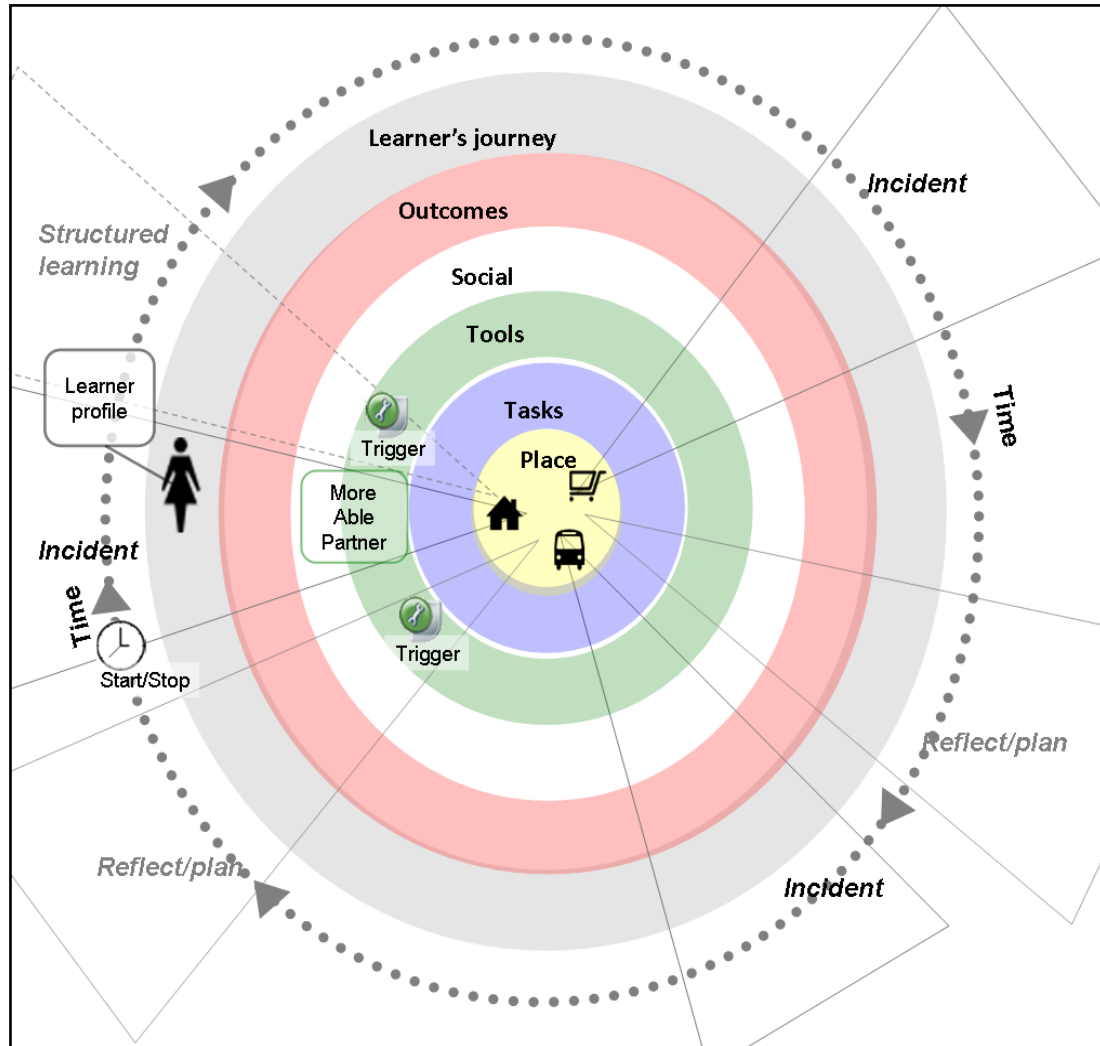 Learner's journey
Incident
Outcomes
Structured
learning
Social
Tools
Learner
profile
Time
Tasks
Trigger
Place
More
Able
Partner
Incident
Time
Trigger
Start/Stop
Reflect/plan
Reflect/plan
Incident